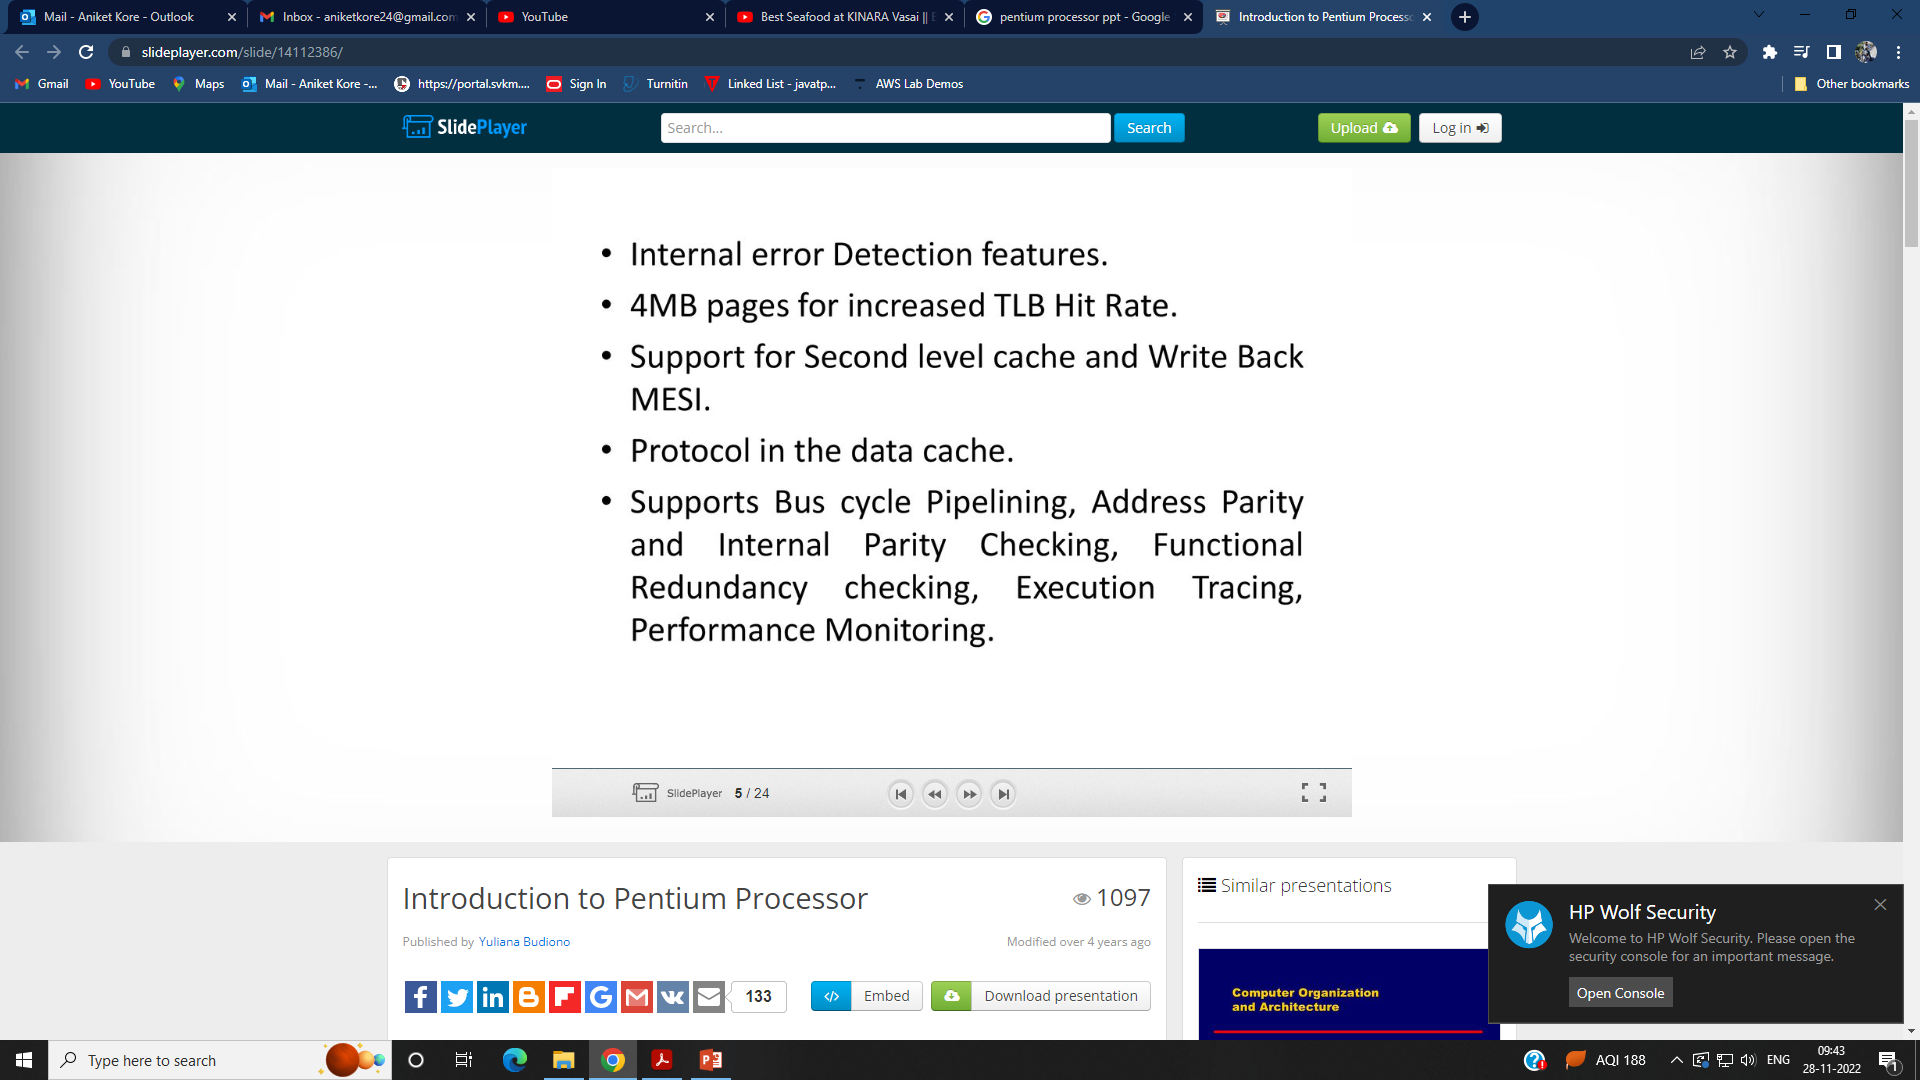 Mail - Aniket Kore - Outlook
Inbox - aniketkore24@gmail.com
YouTube
Best Seafood at KINARA Vasai ||
pentium processor ppt - Google
Introduction to Pentium Process
slideplayer.com/slide/14112386/
Gmail
YouTube
Maps
Mail - Aniket Kore -...
https://portal.svkm....
Sign In
Turnitin
Linked List - javatp...
AWS Lab Demos
Other bookmarks
SlidePlayer
Search...
Search
Upload
Log in
• Internal error Detection features.
• 4MB pages for increased TLB Hit Rate.
• Support for Second level cache and Write Back
MESI.
• Protocol in the data cache.
• Supports Bus cycle Pipelining, Address Parity
and Internal Parity Checking, Functional
Redundancy checking, Execution Tracing,
Performance Monitoring.
SlidePlayer 5 / 24
Introduction to Pentium Processor
1097
Published by Yuliana Budiono
Modified over 4 years ago
133
Embed
Download presentation
Similar presentations
Computer Organization
and Architecture
HP Wolf Security
Welcome to HP Wolf Security. Please open the
security console for an important message.
Open Console
Type here to search
AQI 188
ENG
09:43
28-11-2022
1